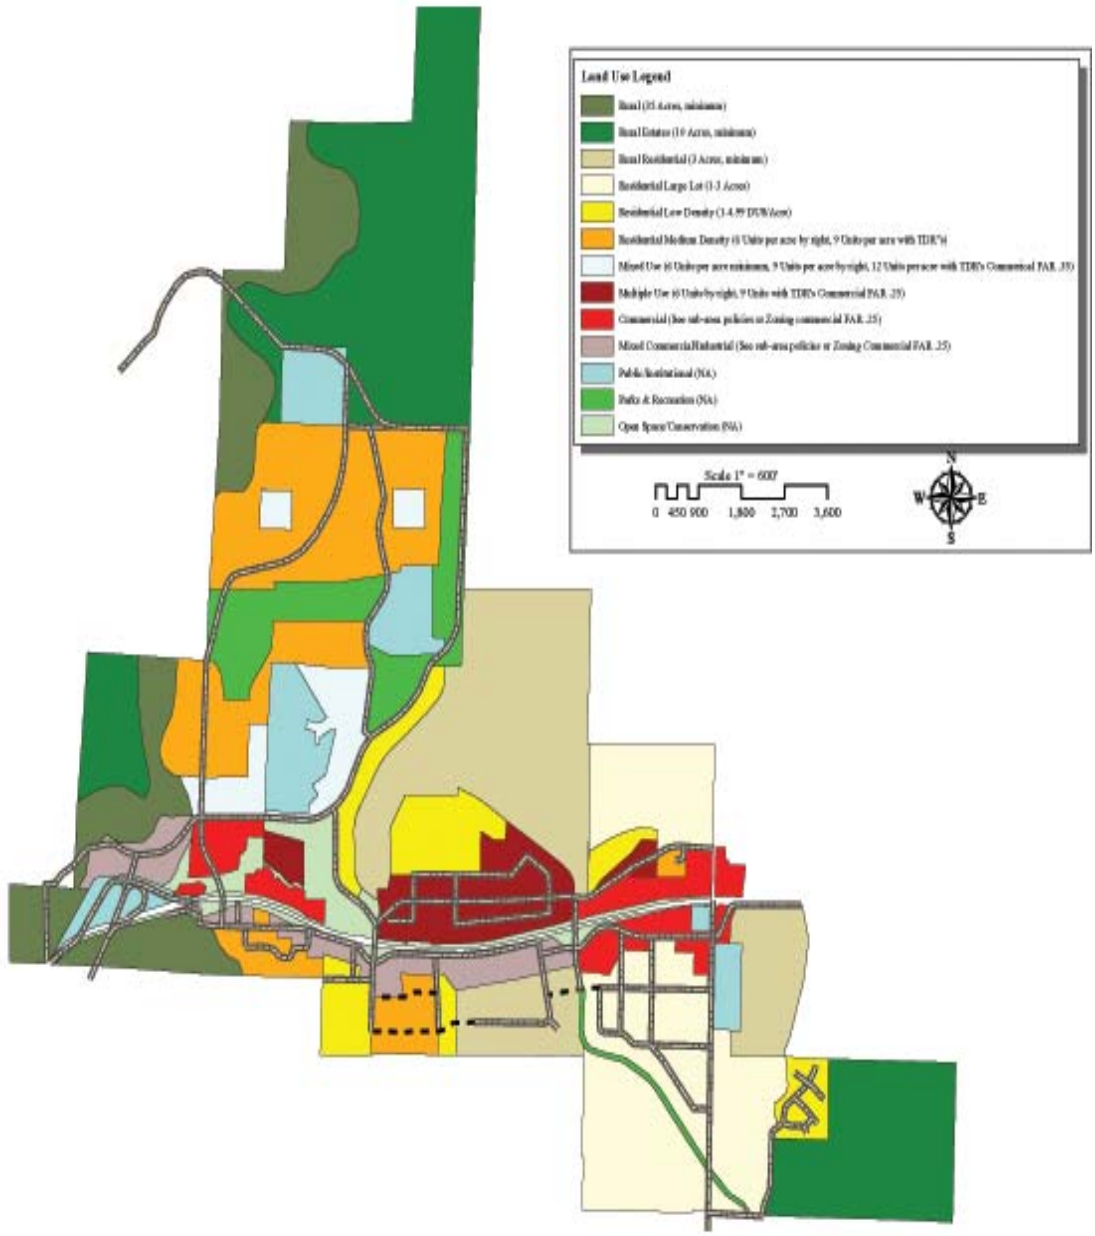 Land Use Legend
Rural (35 Acres, minimum)
Rural Estates (10 Acres, minimum)
Rural Residential (3 Acres, minimum)
Residential Large Lot (1-3 Acres)
Residential Low Density (1-4.99 DU's/Acre)
Residential Medium Density (6 Units per acre by right, 9 Units per acre with TDR's)
Mixed Use (6 Units per acre minimum, 9 Units per acre by right, 12 Units per acre with TDR's Commerical FAR .35)
Multiple Use (6 Units by right, 9 Units with TDR's Commercial FAR .25)
Commercial (See sub-area policies or Zoning commercial FAR .25)
Mixed Commercial/Industrial (See sub-area policies or Zoning Commercial FAR .25)
Public/Institutional (NA)
Parks & Recreation (NA)
Open Space/Conservation (NA)
Scale 1" = 600'
0 450 900 1,800 2,700 3,600
N
W E
S